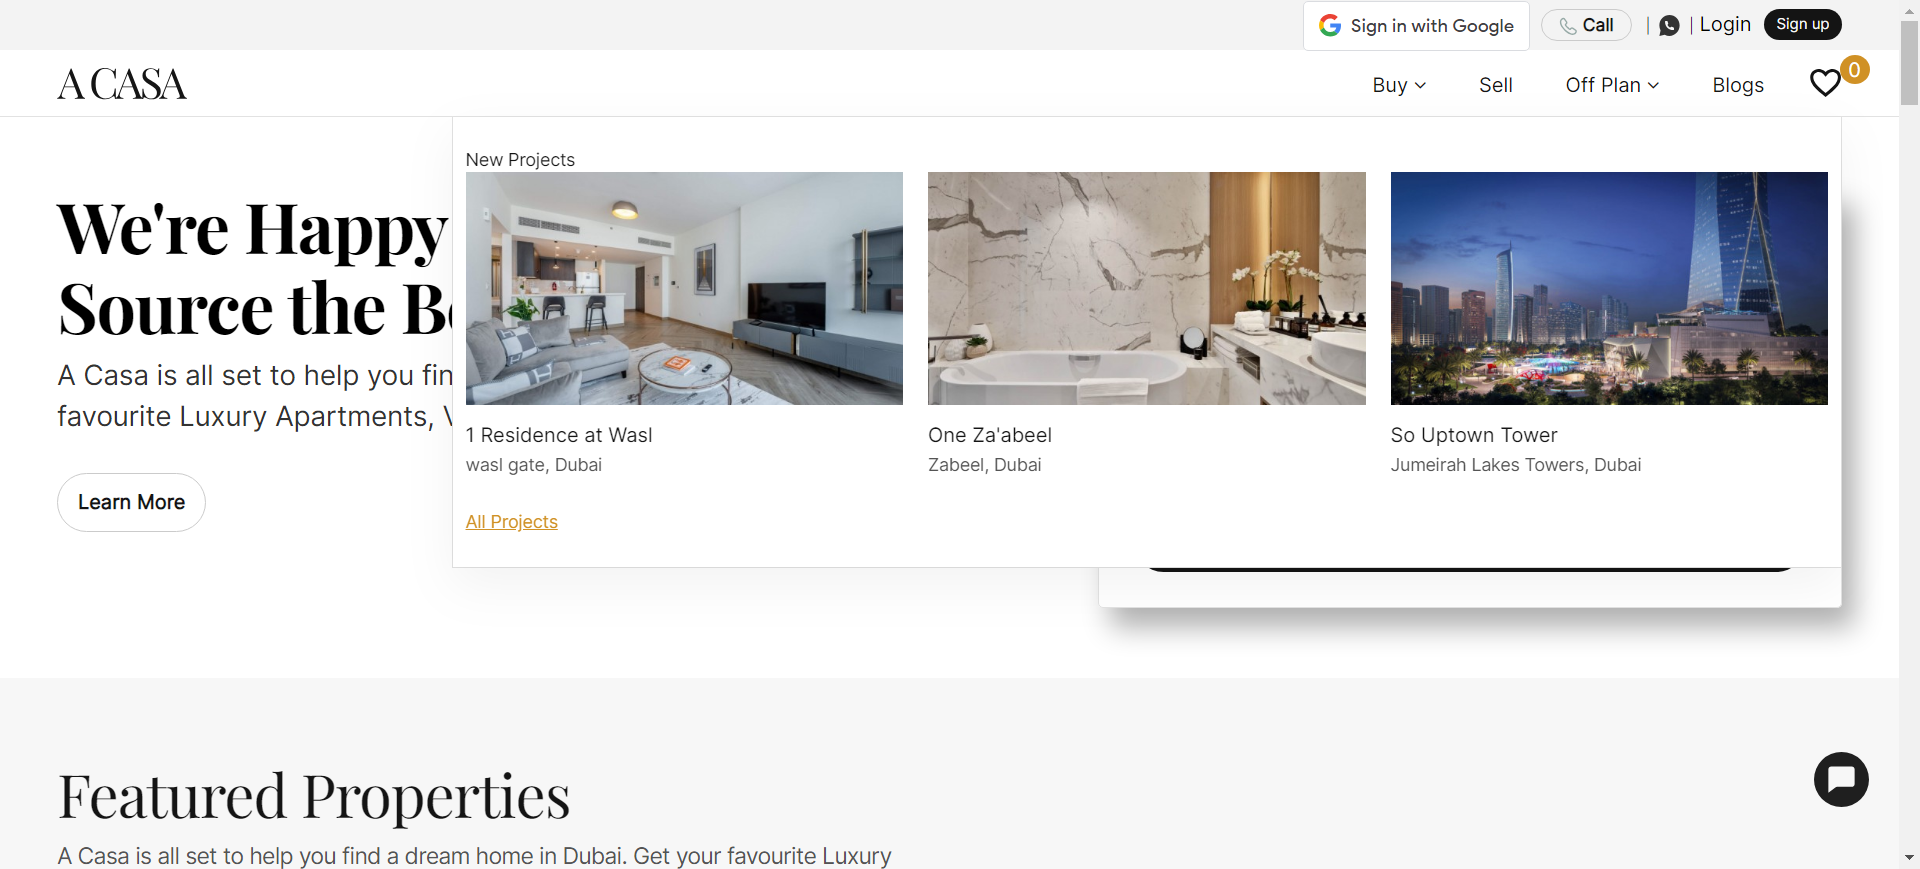 Sign in with Google
Call
Login
Sign up
A CASA
Buy
Sell
Off Plan
Blogs
0
New Projects
We're Happy
Source the B
A Casa is all set to help you fin
favourite Luxury Apartments,
Learn More
1 Residence at Wasl
wasl gate, Dubai
One Za'abeel
Zabeel, Dubai
So Uptown Tower
Jumeirah Lakes Towers, Dubai
All Projects
Featured Properties
A Casa is all set to help you find a dream home in Dubai. Get your favourite Luxury